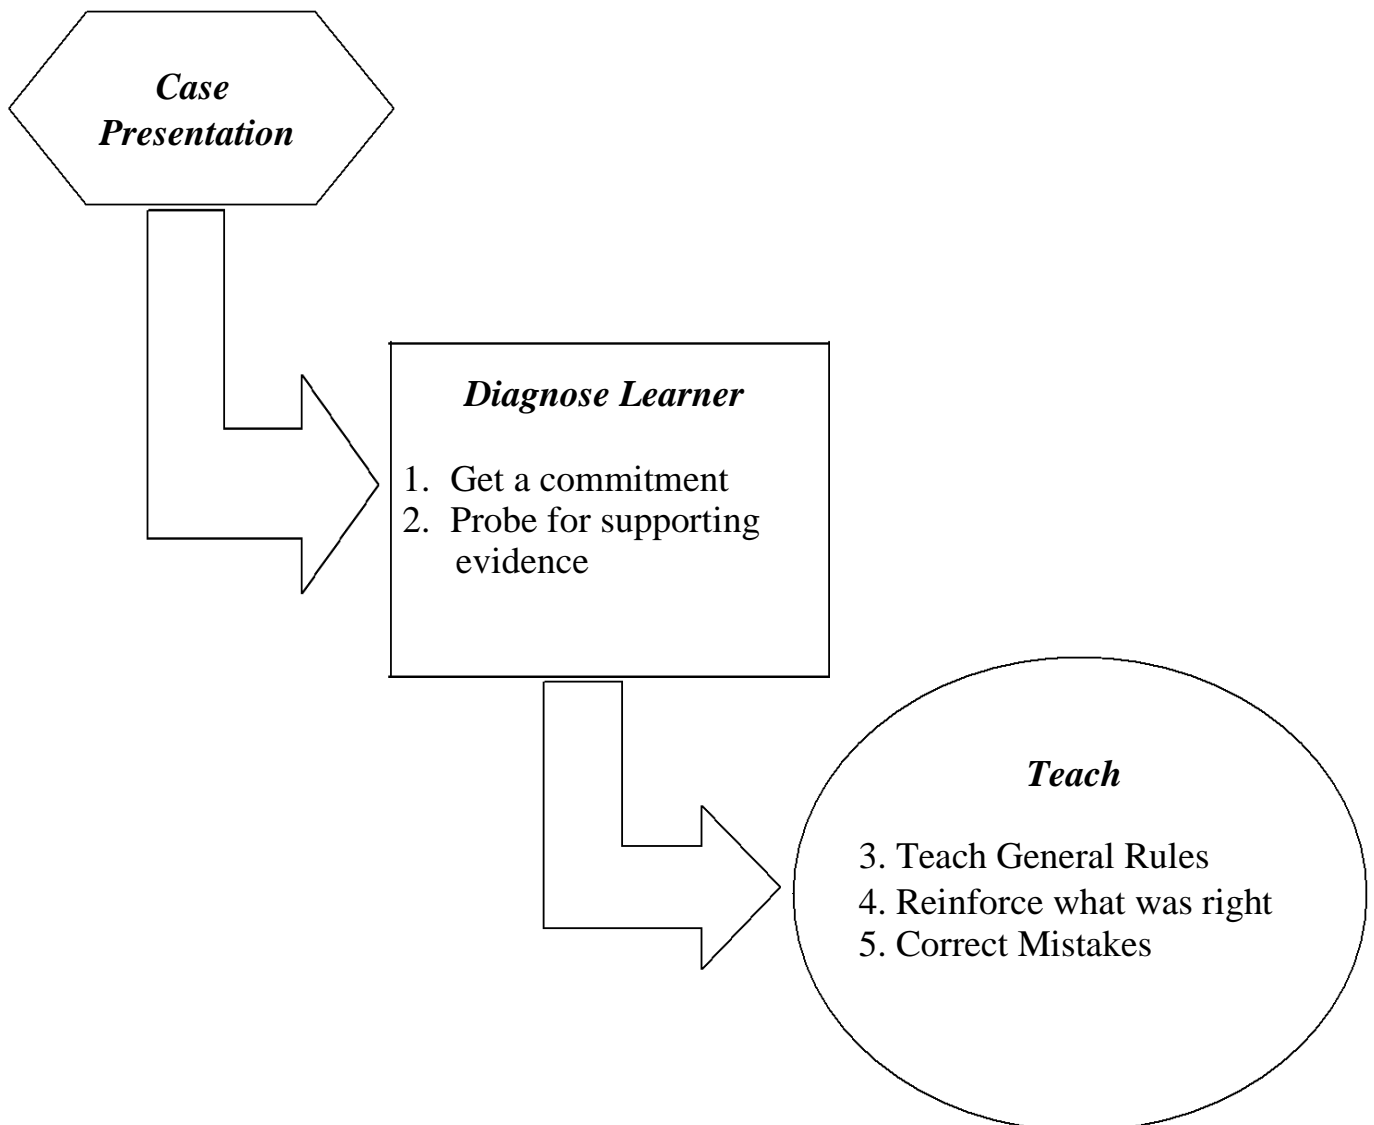 Case
Presentation
Diagnose Learner
1. Get a commitment
2. Probe for supporting
evidence
Teach
3. Teach General Rules
4. Reinforce what was right
5. Correct Mistakes